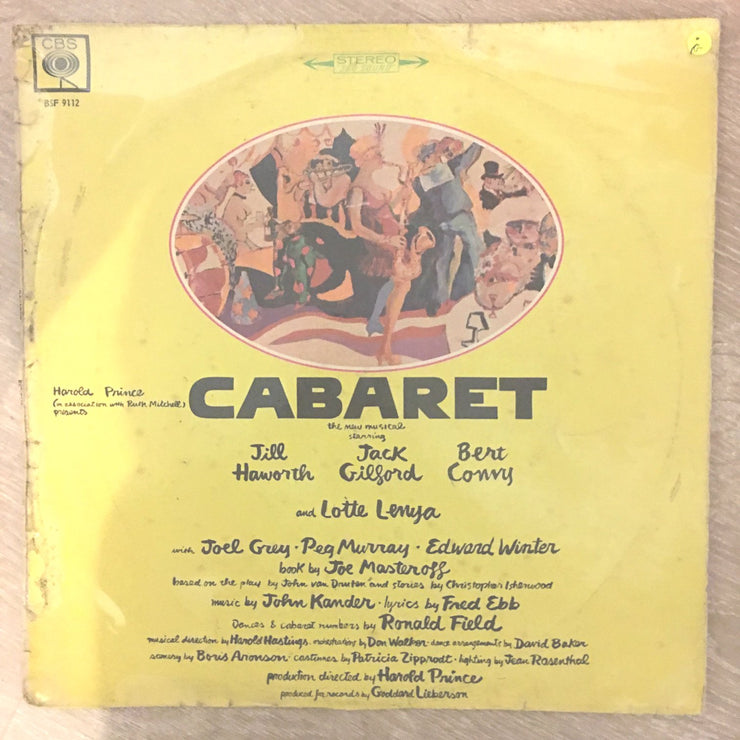 CBS
BSF 9112
STEREO
360 SOUND
Harold Prince
(in association with Ruth Mitchell)
presents
CABARET
the new musical
starring
Jill Haworth
Jack Gilford
Bert Convy
and Lotte Lenya
with Joel Grey · Peg Murray · Edward Winter
book by Joe Masteroff
based on the play by John van Druten and stories by Christopher Isherwood
music by John Kander · lyrics by Fred Ebb
Dances & cabaret numbers by Ronald Field
musical direction by Harold Hastings · orchestrations by Don Walker · dance arrangements by David Baker
scenery by Boris Aronson · costumes by Patricia Zipprodt · lighting by Jean Rosenthal
production directed by Harold Prince
produced for records by Goddard Lieberson